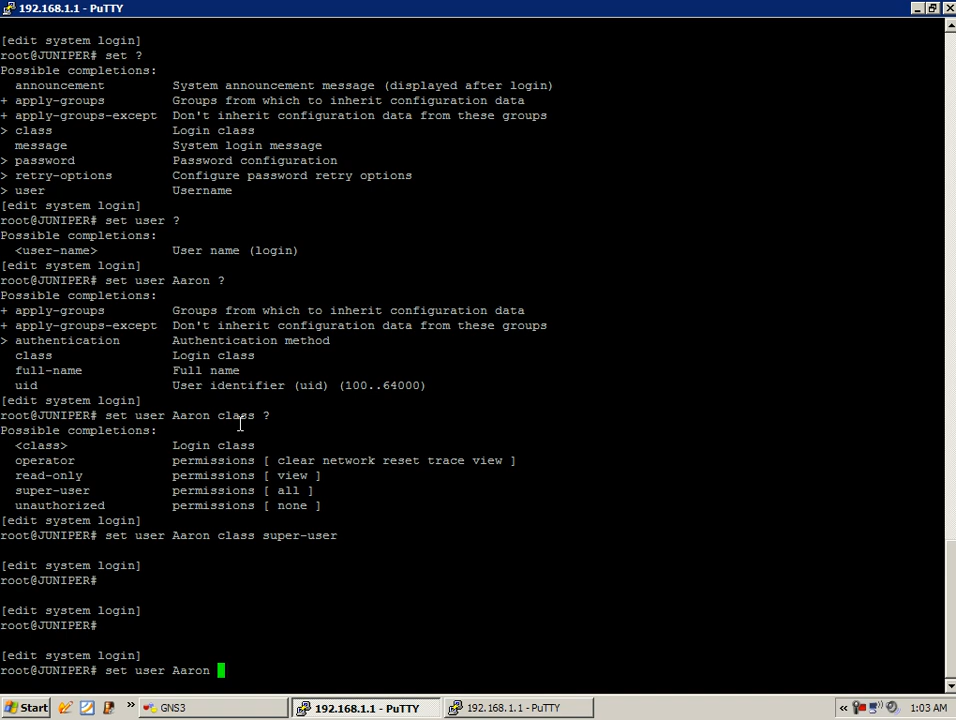 192.168.1.1 - PuTTY
[edit system login]
root@JUNIPER# set ?
Possible completions:
announcement System announcement message (displayed after login)
+ apply-groups Groups from which to inherit configuration data
+ apply-groups-except Don't inherit configuration data from these groups
> class Login class
message System login message
> password Password configuration
> retry-options Configure password retry options
> user Username
[edit system login]
root@JUNIPER# set user ?
Possible completions:
<user-name> User name (login)
[edit system login]
root@JUNIPER# set user Aaron ?
Possible completions:
+ apply-groups Groups from which to inherit configuration data
+ apply-groups-except Don't inherit configuration data from these groups
> authentication Authentication method
class Login class
full-name Full name
uid User identifier (uid) (100..64000)
[edit system login]
root@JUNIPER# set user Aaron class ?
Possible completions:
<class> Login class
operator permissions [ clear network reset trace view ]
read-only permissions [ view ]
super-user permissions [ all ]
unauthorized permissions [ none ]
[edit system login]
root@JUNIPER# set user Aaron class super-user
[edit system login]
root@JUNIPER#
[edit system login]
root@JUNIPER#
[edit system login]
root@JUNIPER# set user Aaron
Start » GNS3 192.168.1.1 - PuTTY 192.168.1.1 - PuTTY « 1:03 AM